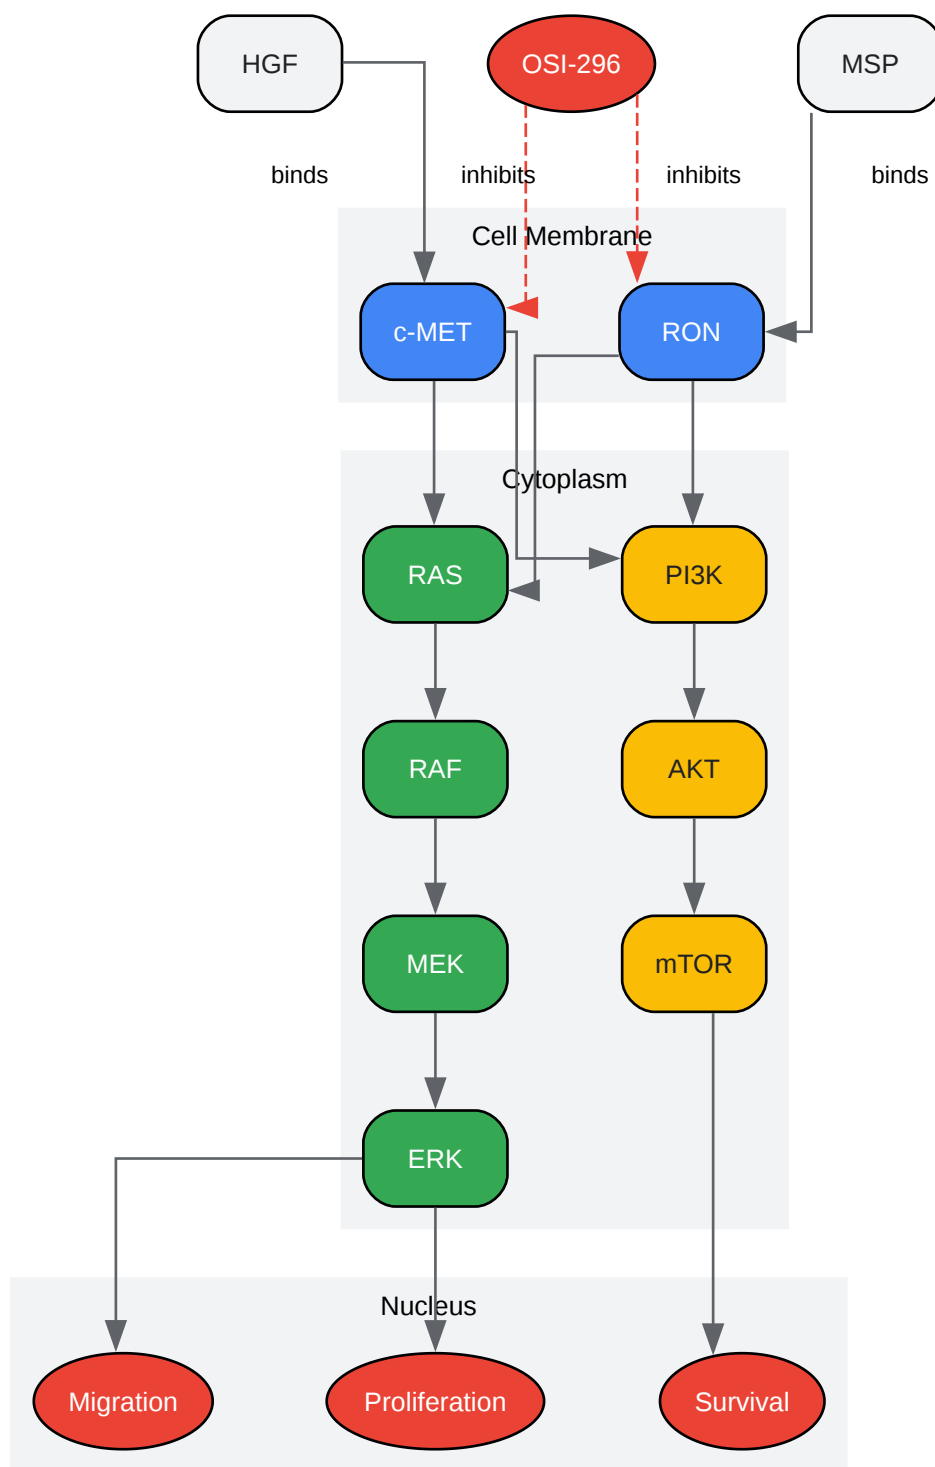 HGF
OSI-296
MSP
binds
inhibits
inhibits
binds
Cell Membrane
c-MET
RON
Cytoplasm
RAS
PI3K
RAF
AKT
MEK
mTOR
ERK
Nucleus
Migration
Proliferation
Survival